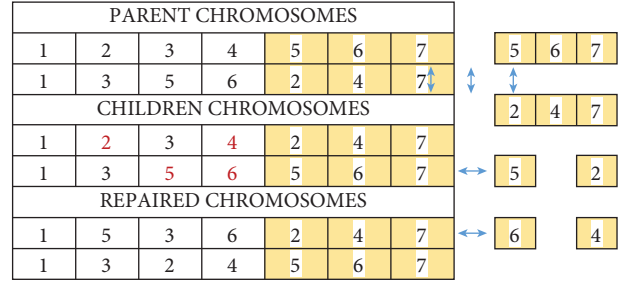 PARENT CHROMOSOMES
1 2 3 4 5 6 7
1 3 5 6 2 4 7
CHILDREN CHROMOSOMES
1 2 3 4 2 4 7
1 3 5 6 5 6 7
REPAIRED CHROMOSOMES
1 5 3 6 2 4 7
1 3 2 4 5 6 7
5 6 7
2 4 7
5 2
6 4